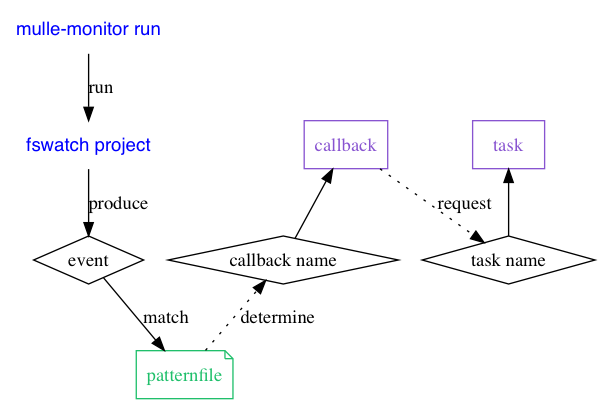 mulle-monitor run
run
fswatch project
callback
task
produce
request
event
callback name
task name
match
determine
patternfile